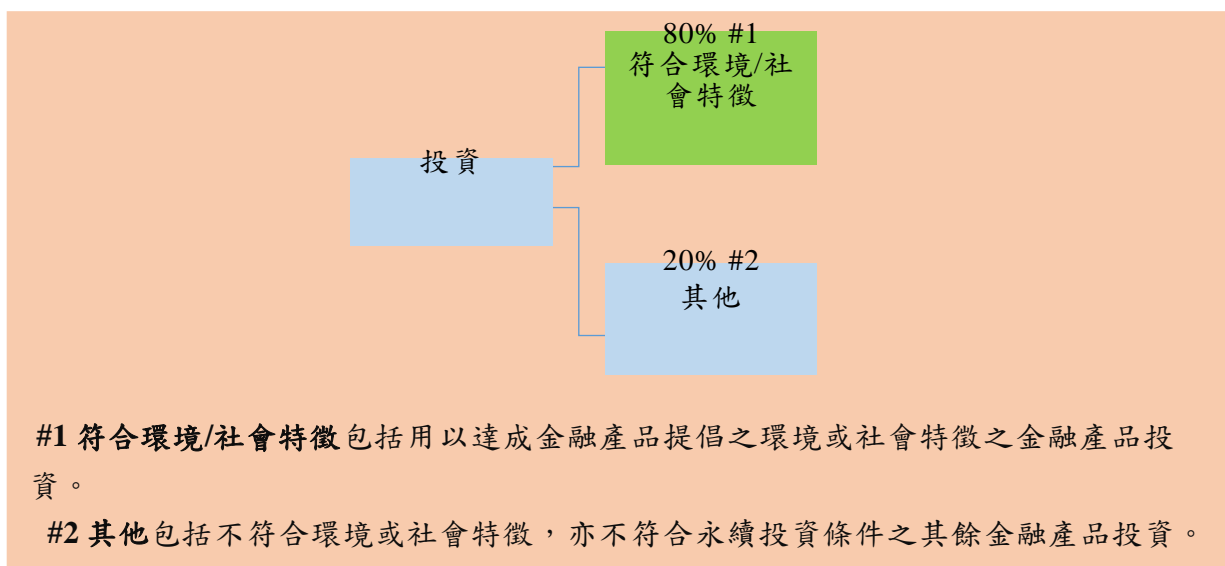 80% #1
符合環境/社
會特徵
投資
20% #2
其他
#1 符合環境/社會特徵包括用以達成金融產品提倡之環境或社會特徵之金融產品投
資。
#2 其他包括不符合環境或社會特徵，亦不符合永續投資條件之其餘金融產品投資。